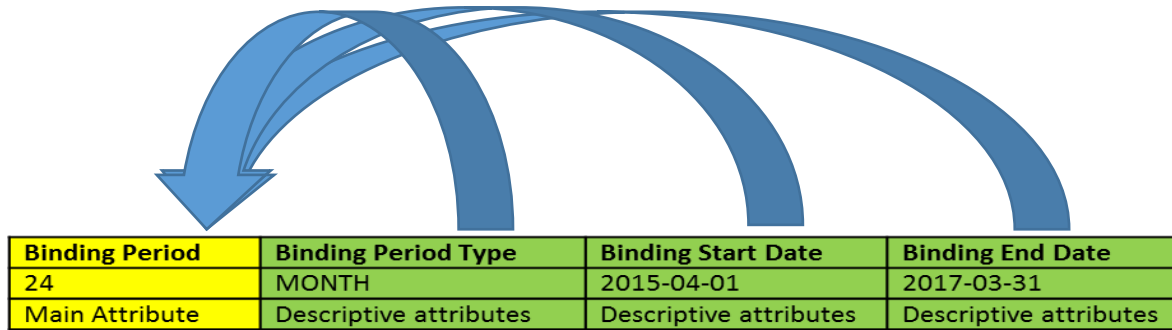 Binding Period Binding Period Type Binding Start Date Binding End Date
24 MONTH 2015-04-01 2017-03-31
Main Attribute Descriptive attributes Descriptive attributes Descriptive attributes